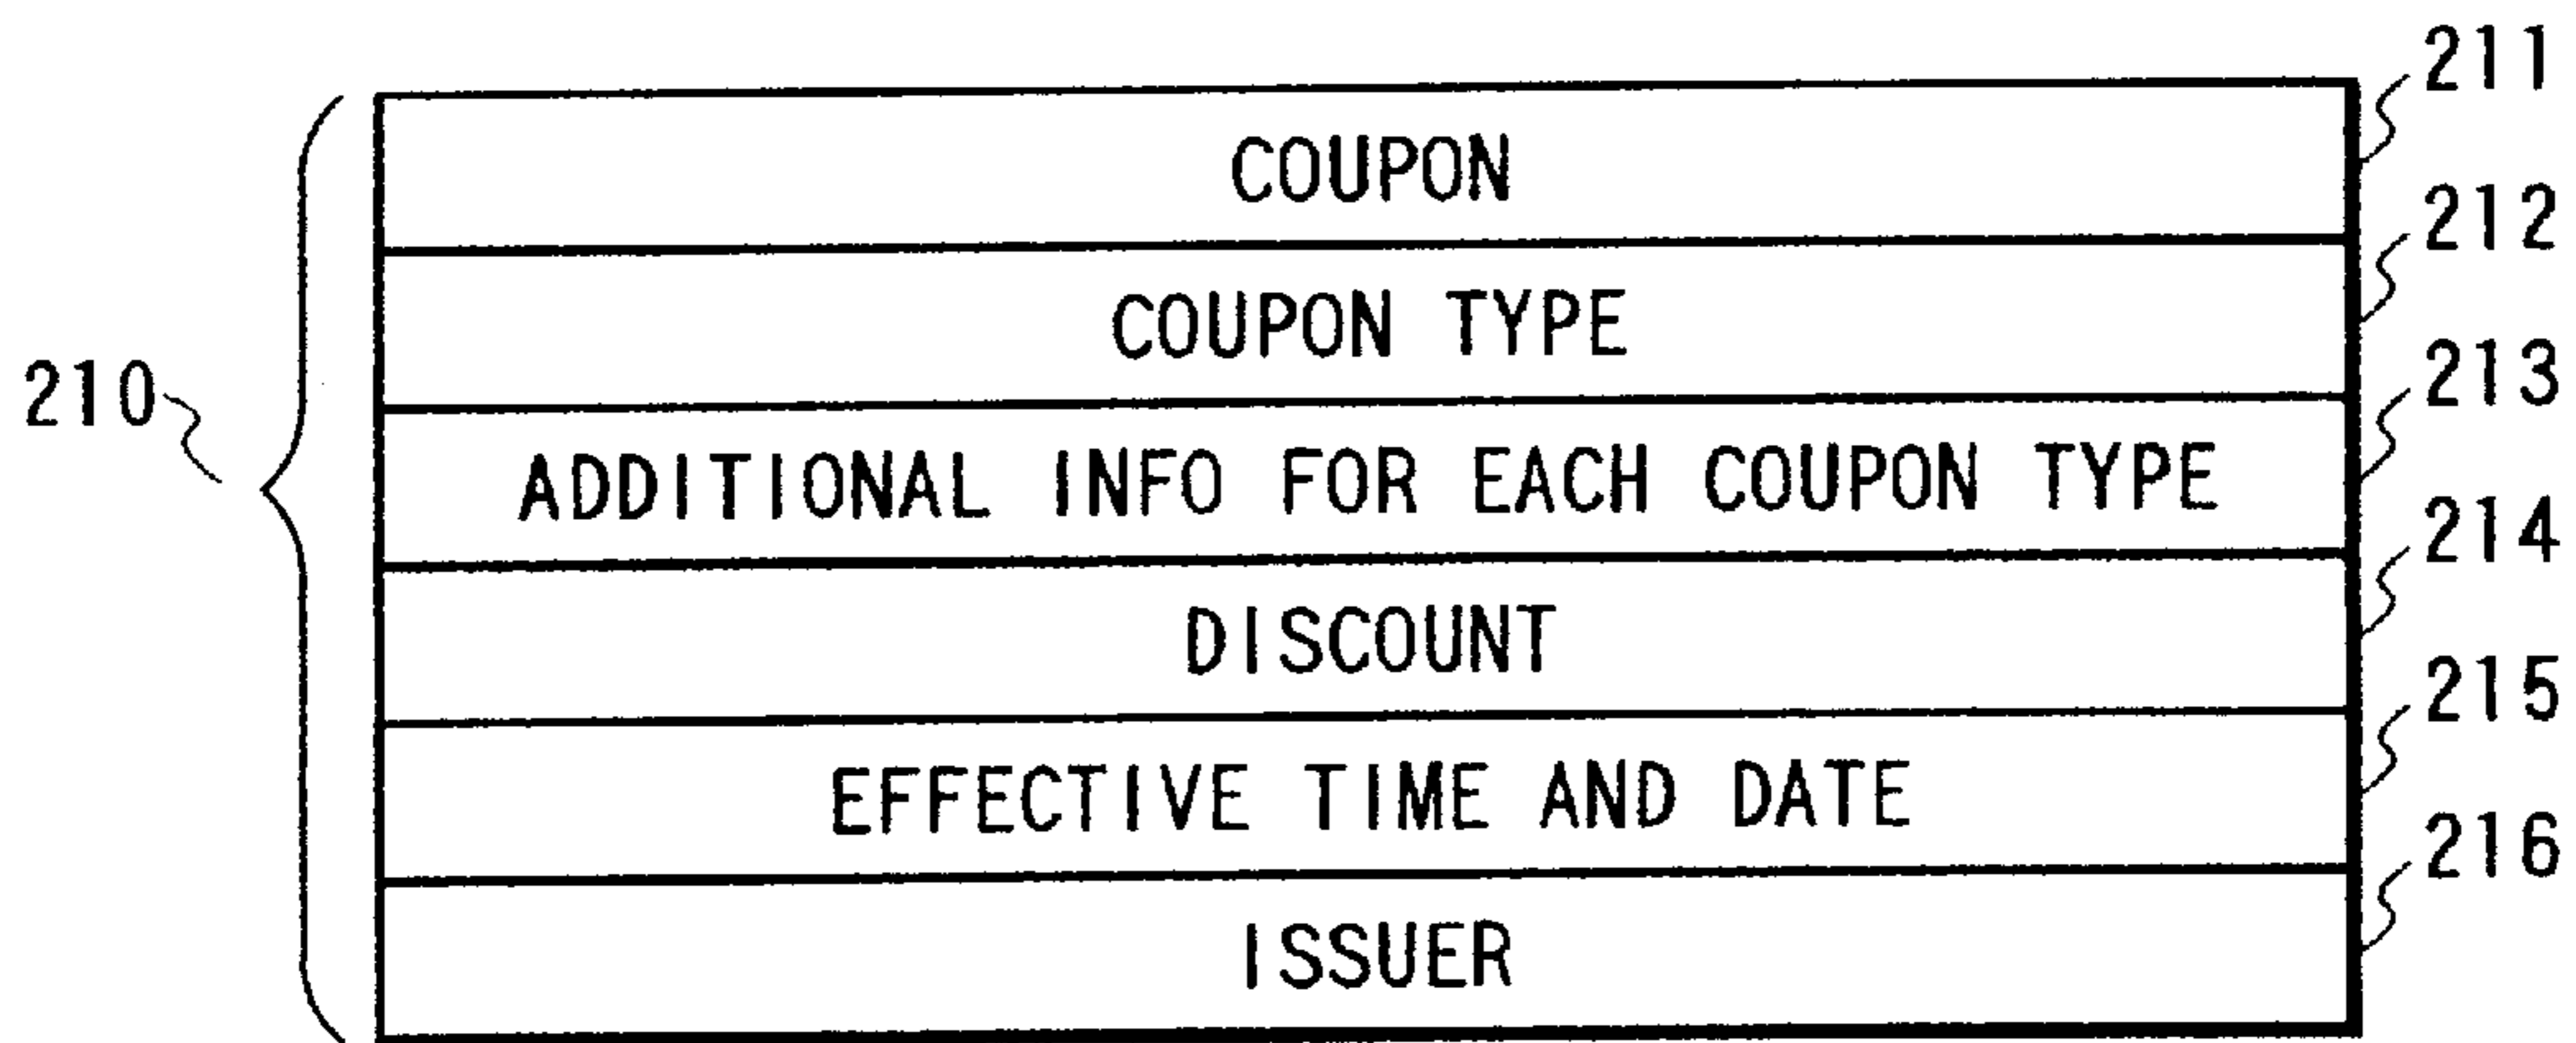 211
COUPON
212
COUPON TYPE
213
210
ADDITIONAL INFO FOR EACH COUPON TYPE
214
DISCOUNT
215
EFFECTIVE TIME AND DATE
216
ISSUER